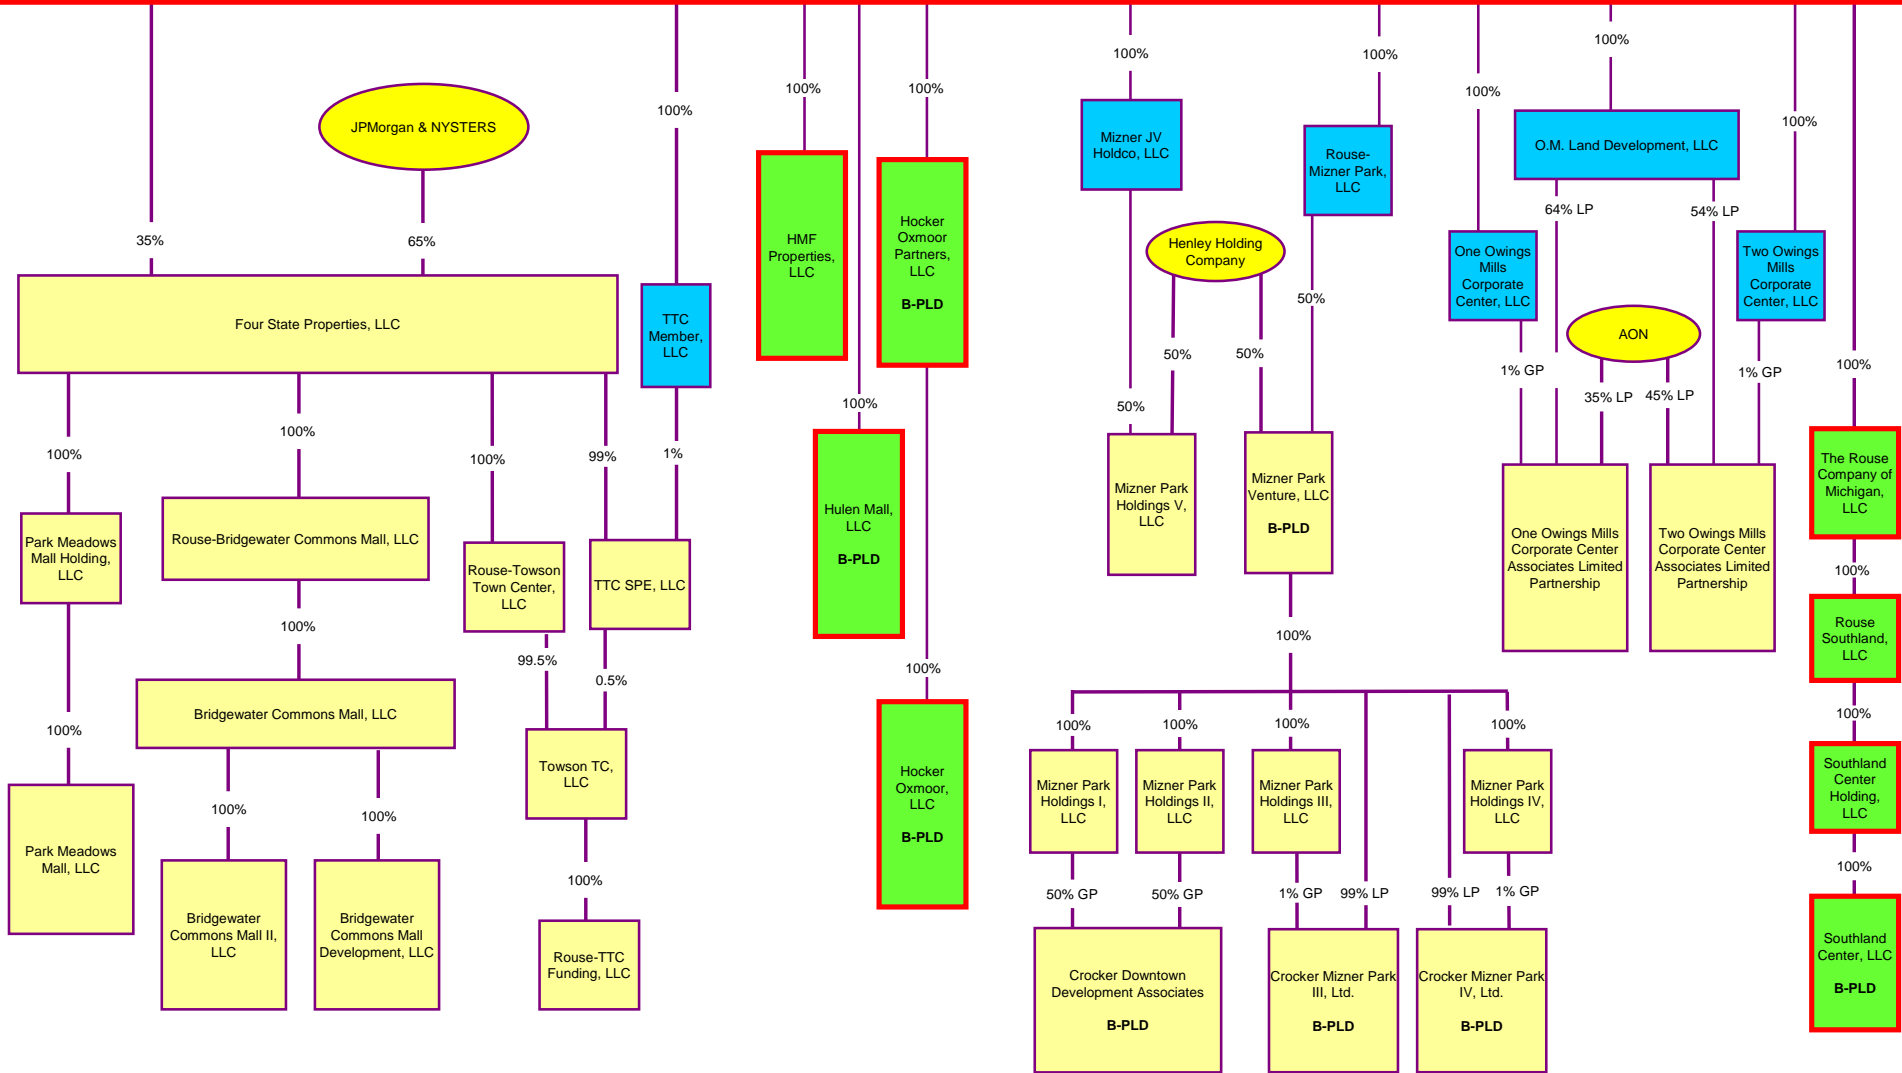 100%
100%
100%
100%
100%
100%
100%
100%
100%
JPMorgan & NYSTERS
35%
65%
Four State Properties, LLC
TTC
Member,
LLC
HMF
Properties,
LLC
Hocker
Oxmoor
Partners,
LLC
B-PLD
Mizner JV
Holdco, LLC
Rouse-
Mizner Park,
LLC
O.M. Land Development, LLC
64% LP
54% LP
Henley Holding
Company
One Owings
Mills
Corporate
Center, LLC
Two Owings
Mills
Corporate
Center, LLC
50%
AON
50%
50%
50%
1% GP
35% LP
45% LP
1% GP
100%
100%
100%
100%
100%
99%
1%
Park Meadows
Mall Holding,
LLC
Rouse-Bridgewater Commons Mall, LLC
Rouse-Towson
Town Center,
LLC
TTC SPE, LLC
Hulen Mall,
LLC
B-PLD
Mizner Park
Holdings V,
LLC
Mizner Park
Venture, LLC
B-PLD
One Owings Mills
Corporate Center
Associates Limited
Partnership
Two Owings Mills
Corporate Center
Associates Limited
Partnership
The Rouse
Company of
Michigan,
LLC
100%
Rouse
Southland,
LLC
100%
99.5%
0.5%
100%
100%
100%
Bridgewater Commons Mall, LLC
100%
100%
100%
100%
100%
100%
100%
Towson TC,
LLC
Hocker
Oxmoor,
LLC
B-PLD
Mizner Park
Holdings I,
LLC
Mizner Park
Holdings II,
LLC
Mizner Park
Holdings III,
LLC
Mizner Park
Holdings IV,
LLC
Southland
Center
Holding,
LLC
100%
Park Meadows
Mall, LLC
100%
50% GP
50% GP
1% GP
99% LP
99% LP
1% GP
100%
Bridgewater
Commons Mall II,
LLC
Bridgewater
Commons Mall
Development, LLC
Rouse-TTC
Funding, LLC
Crocker Downtown
Development Associates
B-PLD
Crocker Mizner Park
III, Ltd.
B-PLD
Crocker Mizner Park
IV, Ltd.
B-PLD
Southland
Center, LLC
B-PLD